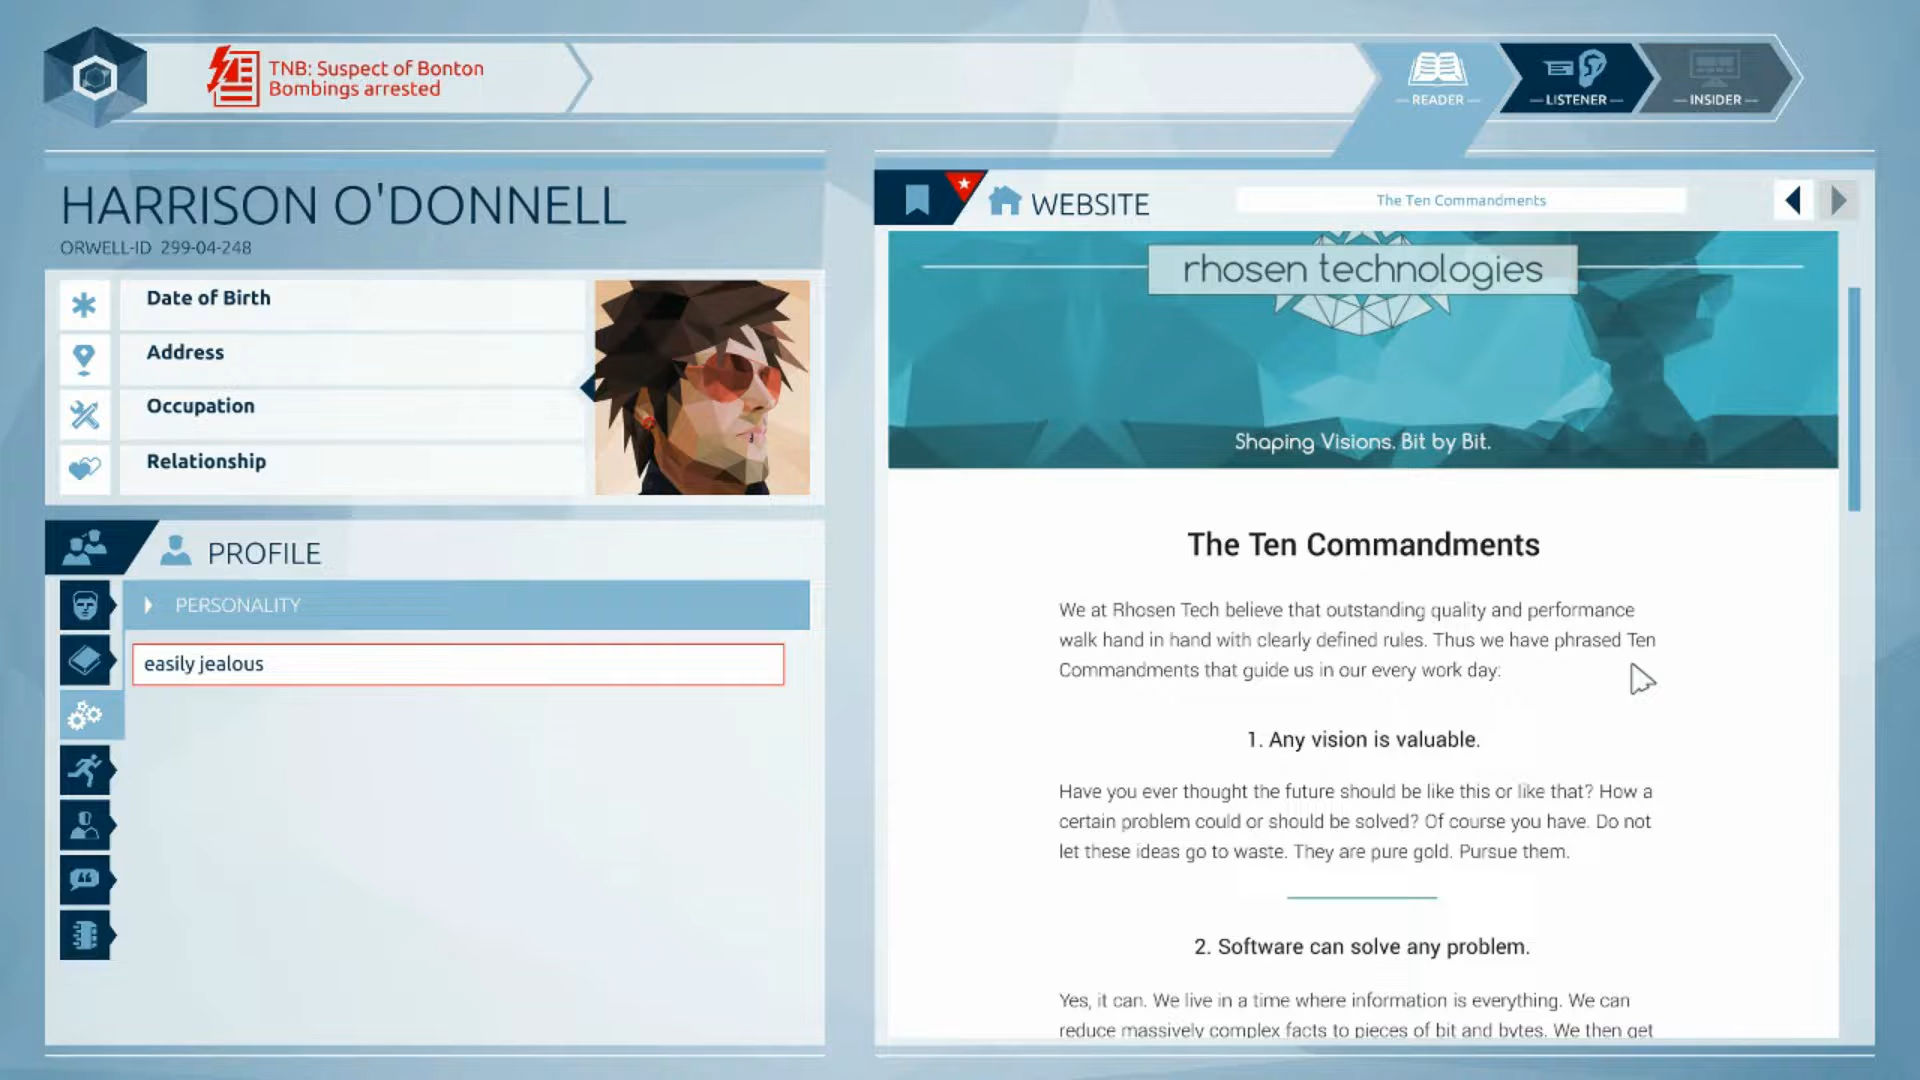 TNB: Suspect of Bonton
Bombings arrested
READER
LISTENER
INSIDER
HARRISON O'DONNELL
ORWELL-ID 299-04-248
Date of Birth
Address
Occupation
Relationship
PROFILE
PERSONALITY
easily jealous
WEBSITE
The Ten Commandments
rhosen technologies
Shaping Visions. Bit by Bit.
The Ten Commandments
We at Rhosen Tech believe that outstanding quality and performance
walk hand in hand with clearly defined rules. Thus we have phrased Ten
Commandments that guide us in our every work day:
1. Any vision is valuable.
Have you ever thought the future should be like this or like that? How a
certain problem could or should be solved? Of course you have. Do not
let these ideas go to waste. They are pure gold. Pursue them.
2. Software can solve any problem.
Yes, it can. We live in a time where information is everything. We can
reduce massively complex facts to pieces of bit and bytes. We then get